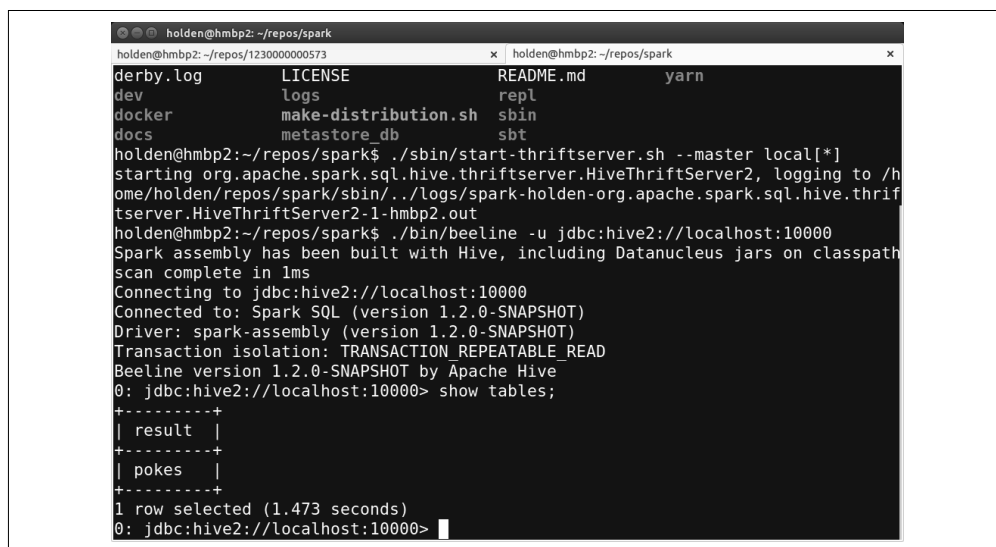 holden@hmbp2: ~/repos/spark
holden@hmbp2: ~/repos/1230000000573 × holden@hmbp2: ~/repos/spark ×
derby.log LICENSE README.md yarn
dev logs repl
docker make-distribution.sh sbin
docs metastore_db sbt
holden@hmbp2:~/repos/spark$ ./sbin/start-thriftserver.sh --master local[*]
starting org.apache.spark.sql.hive.thriftserver.HiveThriftServer2, logging to /h
ome/holden/repos/spark/sbin/../logs/spark-holden-org.apache.spark.sql.hive.thrif
tserver.HiveThriftServer2-1-hmbp2.out
holden@hmbp2:~/repos/spark$ ./bin/beeline -u jdbc:hive2://localhost:10000
Spark assembly has been built with Hive, including Datanucleus jars on classpath
scan complete in 1ms
Connecting to jdbc:hive2://localhost:10000
Connected to: Spark SQL (version 1.2.0-SNAPSHOT)
Driver: spark-assembly (version 1.2.0-SNAPSHOT)
Transaction isolation: TRANSACTION_REPEATABLE_READ
Beeline version 1.2.0-SNAPSHOT by Apache Hive
0: jdbc:hive2://localhost:10000> show tables;
+---------+
| result |
+---------+
| pokes |
+---------+
1 row selected (1.473 seconds)
0: jdbc:hive2://localhost:10000>